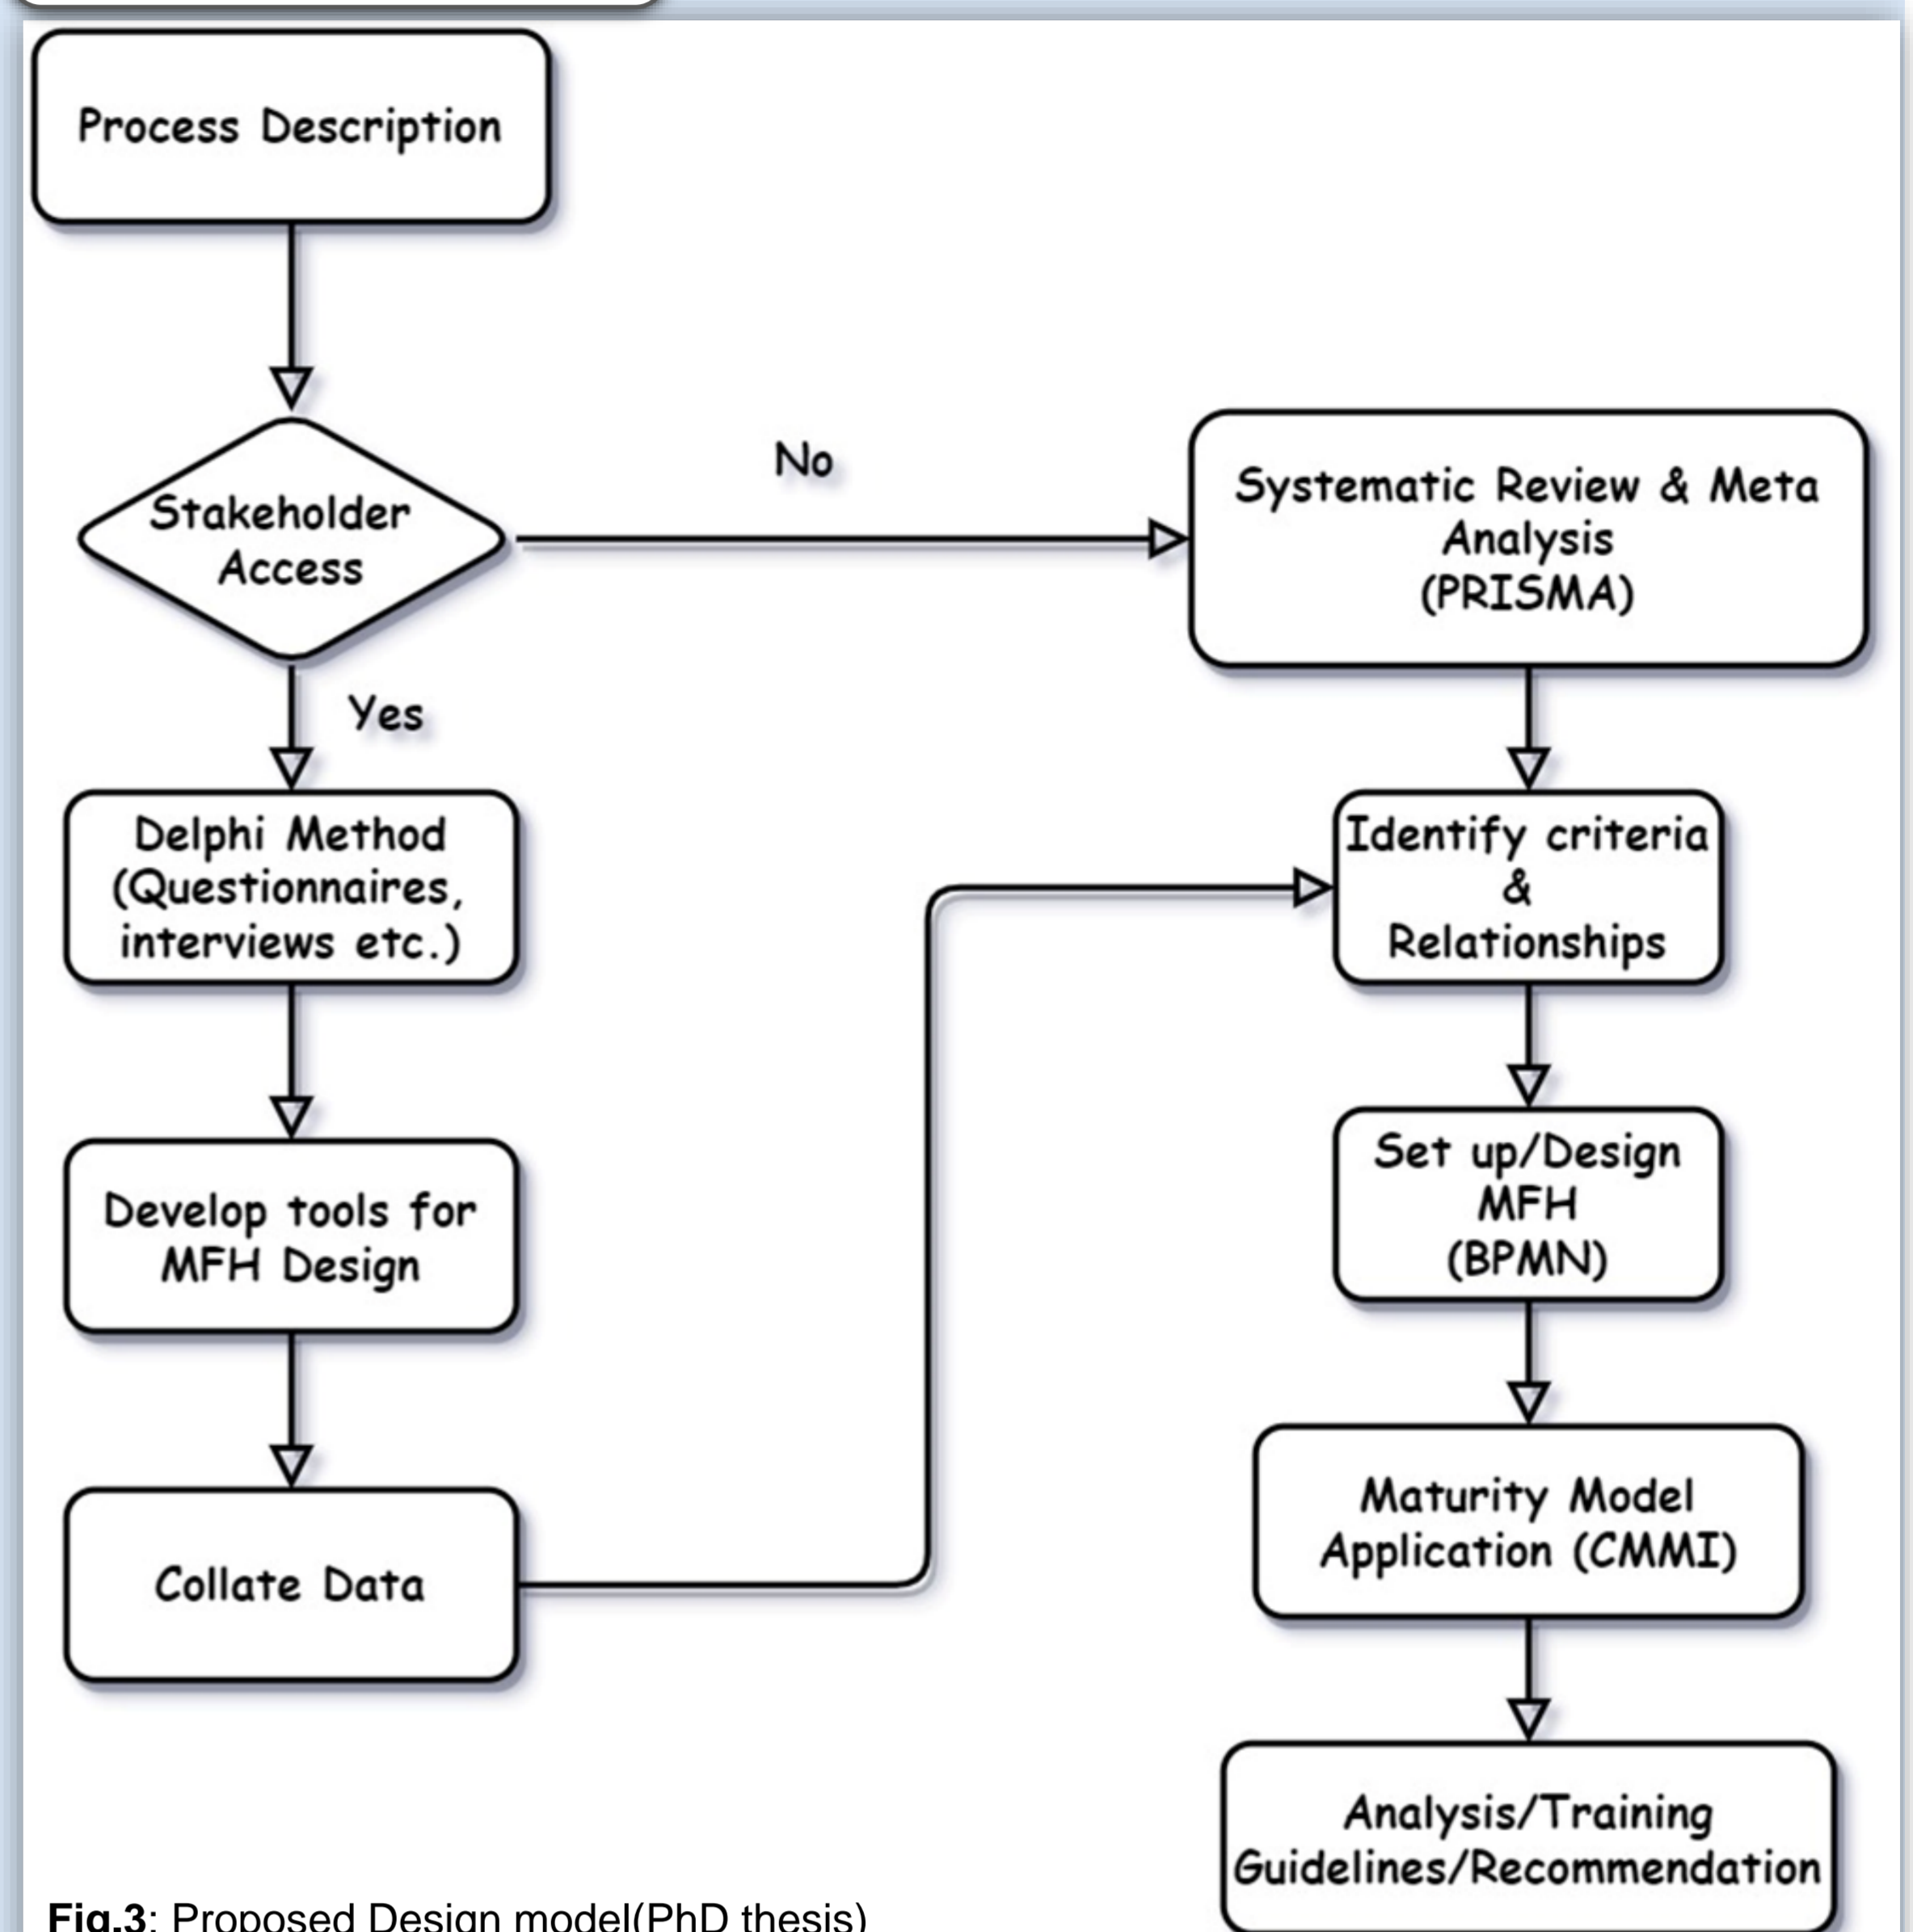 Process Description
Stakeholder
Access
No
Yes
Systematic Review & Meta
Analysis
(PRISMA)
Delphi Method
(Questionnaires,
interviews etc.)
Identify criteria
&
Relationships
Develop tools for
MFH Design
Set up/Design
MFH
(BPMN)
Collate Data
Maturity Model
Application (CMMI)
Analysis/Training
Guidelines/Recommendation
Fig.3: Proposed Design model(PhD thesis)